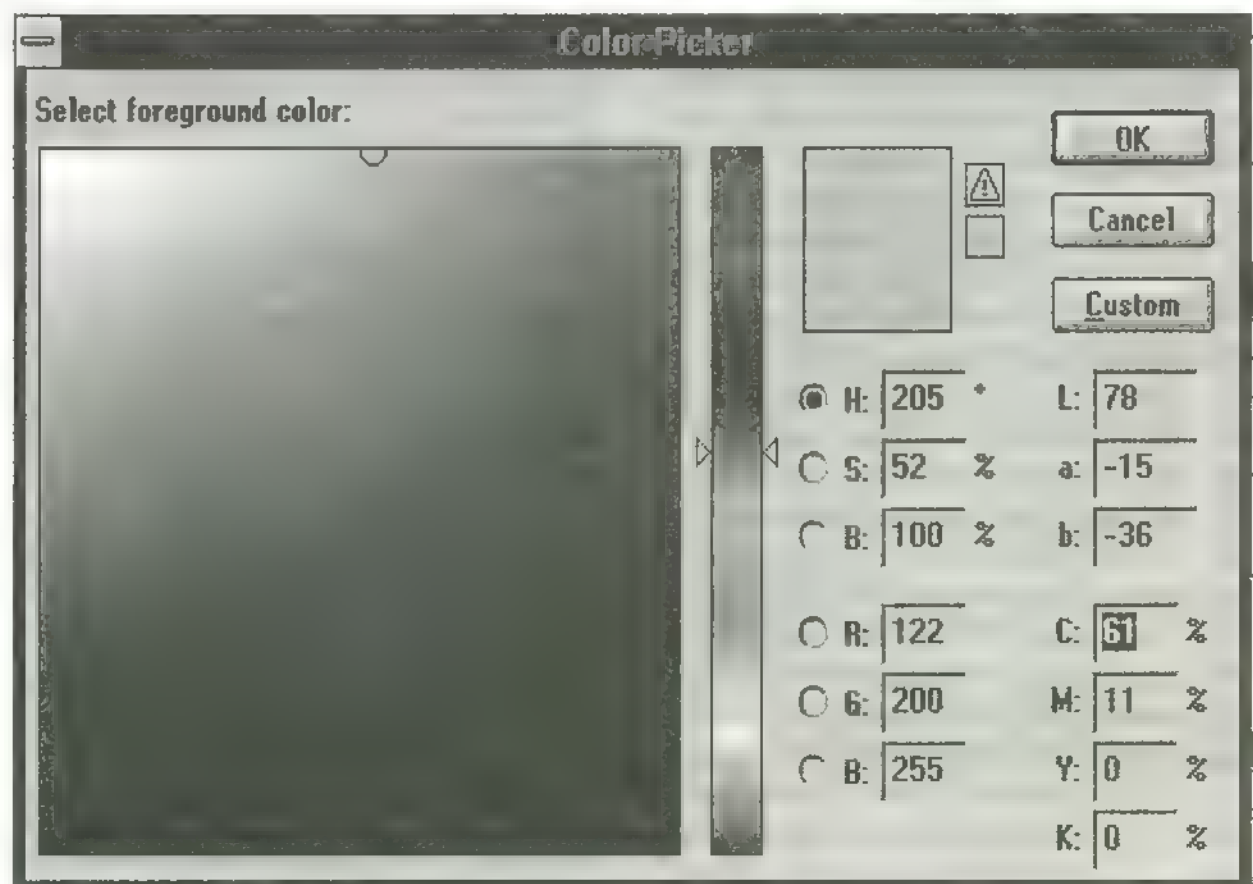 Color Picker
Select foreground color:
OK
Cancel
Custom
H: 205 ° L: 78
S: 52 % a: -15
B: 100 % b: -36
R: 122 C: 61 %
G: 200 M: 11 %
B: 255 Y: 0 %
K: 0 %